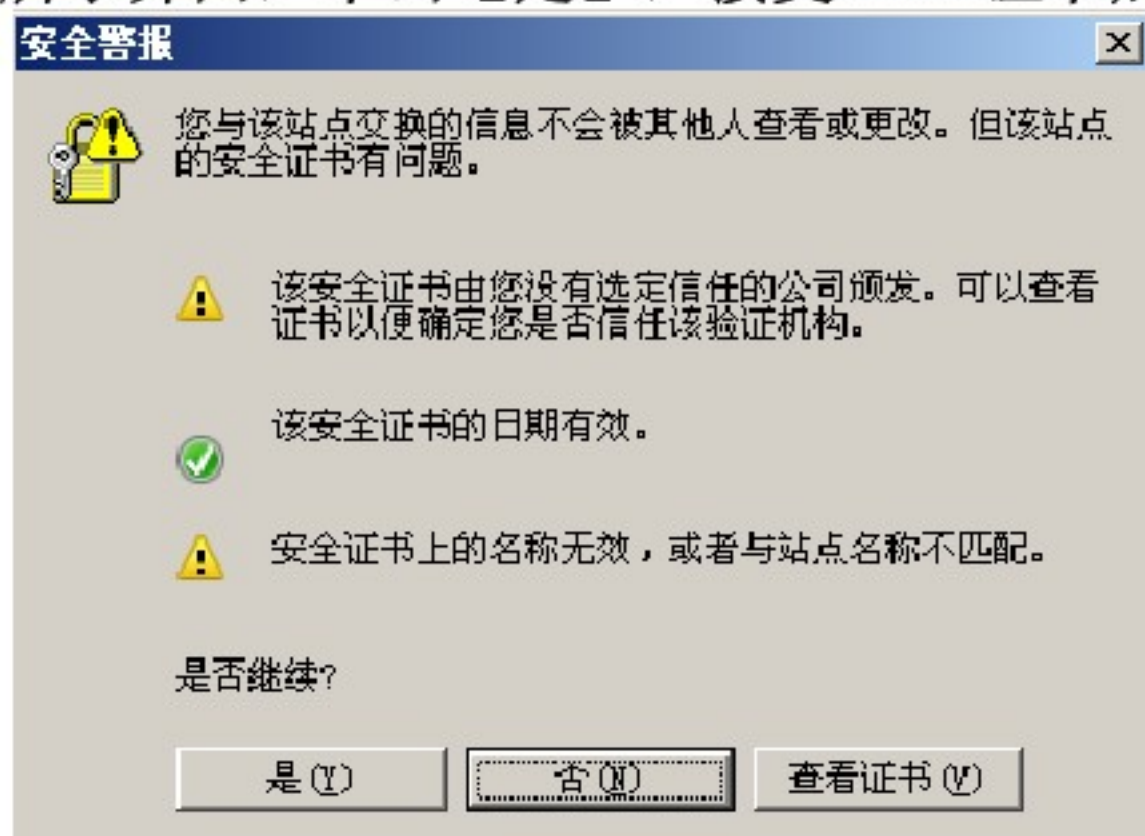 安全警报
您与该站点交换的信息不会被其他人查看或更改。但该站点
的安全证书有问题。
该安全证书由您没有选定信任的公司颁发。可以查看
证书以便确定您是否信任该验证机构。
该安全证书的日期有效。
安全证书上的名称无效，或者与站点名称不匹配。
是否继续?
是(Y)
否(N)
查看证书(V)